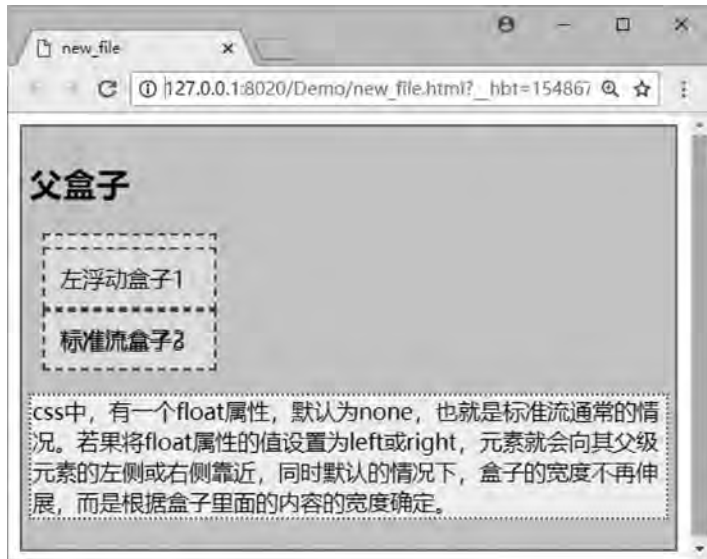 new_file
127.0.0.1:8020/Demo/new_file.html?__hbt=154867
父盒子
左浮动盒子1
标准流盒子
css中，有一个float属性，默认为none，也就是标准流通常的情
况。若果将float属性的值设置为left或right，元素就会向其父级
元素的左侧或右侧靠近，同时默认的情况下，盒子的宽度不再伸
展，而是根据盒子里面的内容的宽度确定。